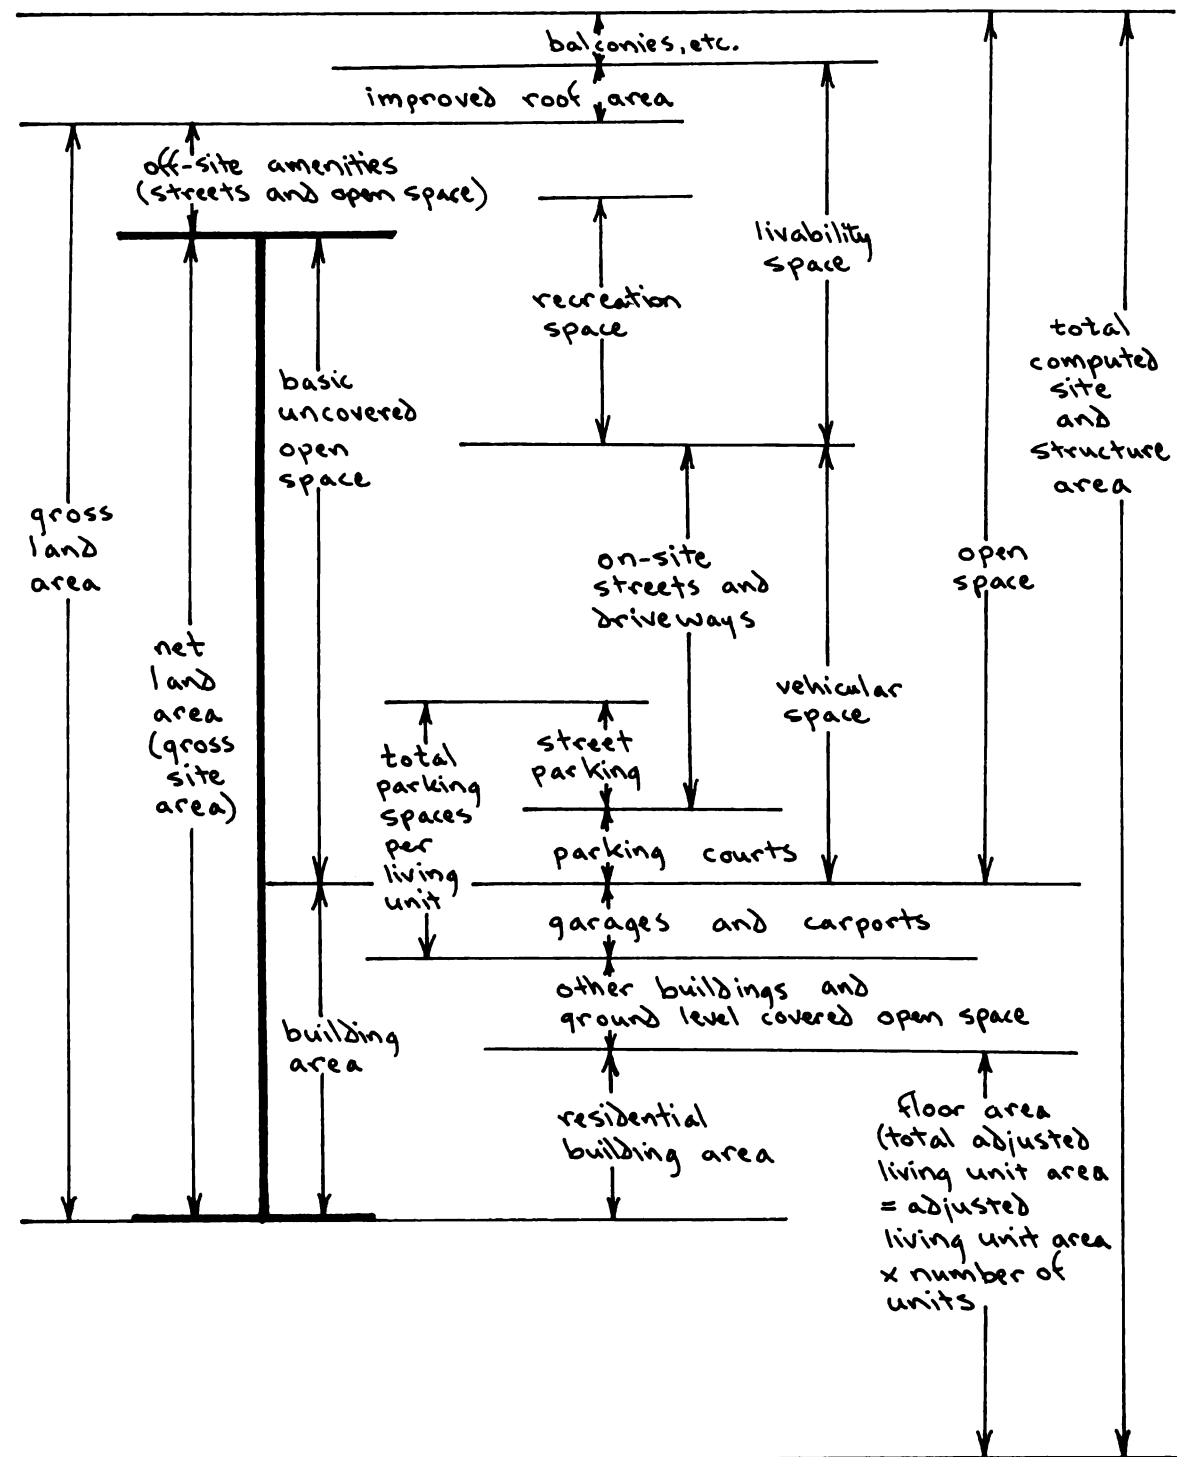 balconies, etc.
improved roof area
off-site amenities
(streets and open space)
livability
space
recreation
space
total
computed
site
and
structure
area
basic
uncovered
open
space
gross
land
area
on-site
streets and
driveways
open
space
net
land
area
(gross
site
area)
vehicular
space
total
parking
spaces
per
living
unit
street
parking
parking courts
garages and carports
other buildings and
ground level covered open space
building
area
residential
building area
floor area
(total adjusted
living unit area
= adjusted
living unit area
x number of
units